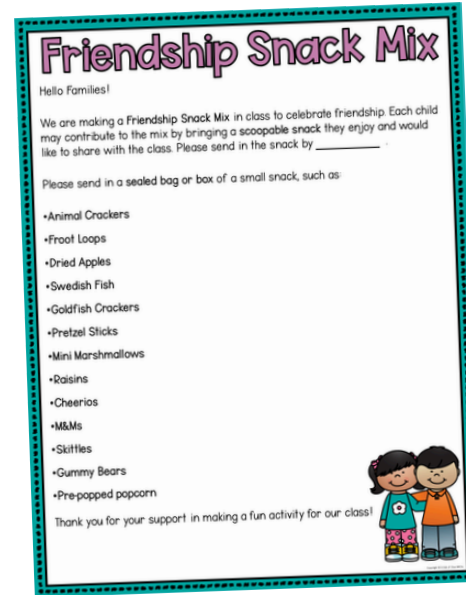 Friendship Snack Mix
Hello Families!
We are making a Friendship Snack Mix in class to celebrate friendship. Each child
may contribute to the mix by bringing a scoopable snack they enjoy and would
like to share with the class. Please send in the snack by __________ .
Please send in a sealed bag or box of a small snack, such as:
•Animal Crackers
•Froot Loops
•Dried Apples
•Swedish Fish
•Goldfish Crackers
•Pretzel Sticks
•Mini Marshmallows
•Raisins
•Cheerios
•M&Ms
•Skittles
•Gummy Bears
•Pre-popped popcorn
Thank you for your support in making a fun activity for our class!